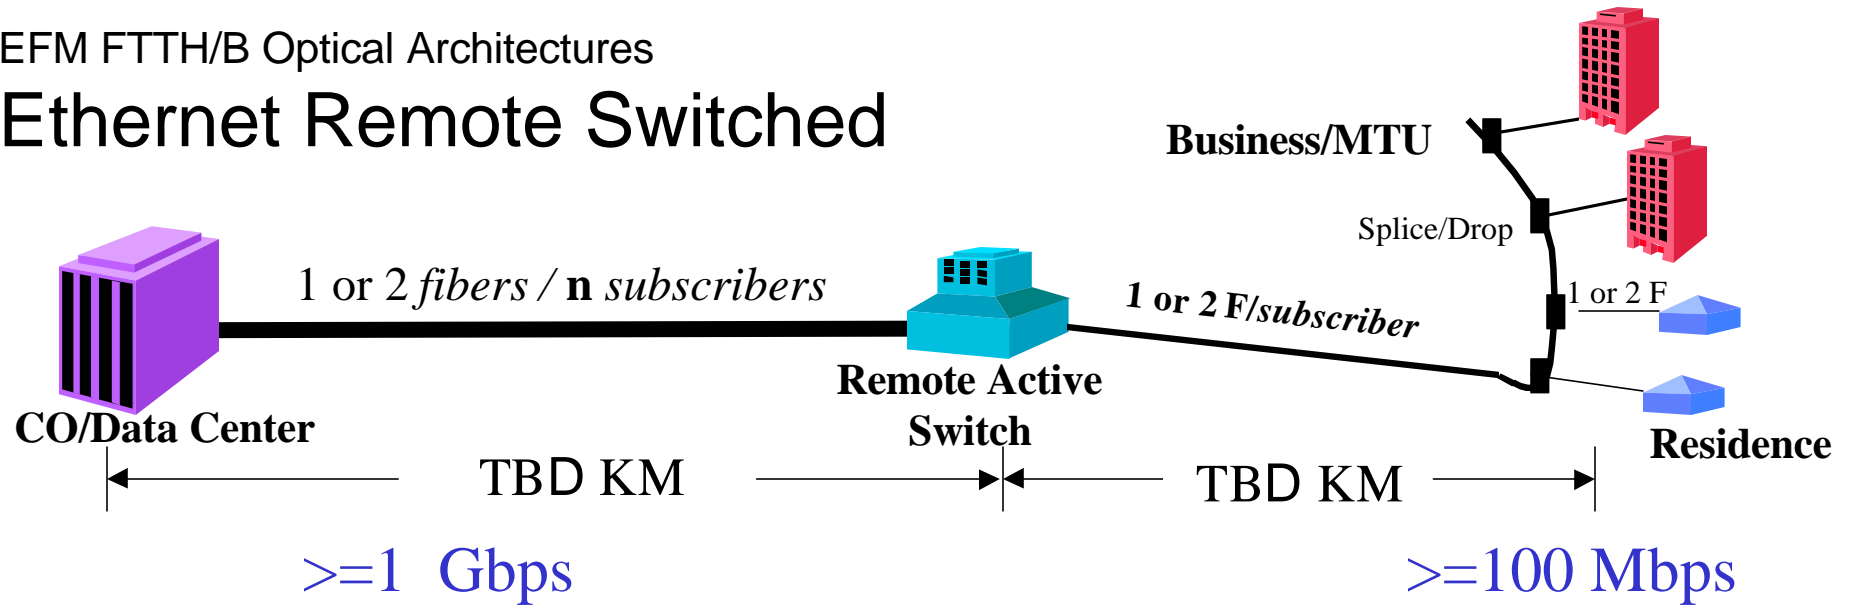 EFM FTTH/B Optical Architectures
Ethernet Remote Switched
Business/MTU
Splice/Drop
1 or 2 fibers / n subscribers
1 or 2 F/subscriber
1 or 2 F
Remote Active
Switch
CO/Data Center
Residence
TBD KM
TBD KM
>=1 Gbps
>=100 Mbps